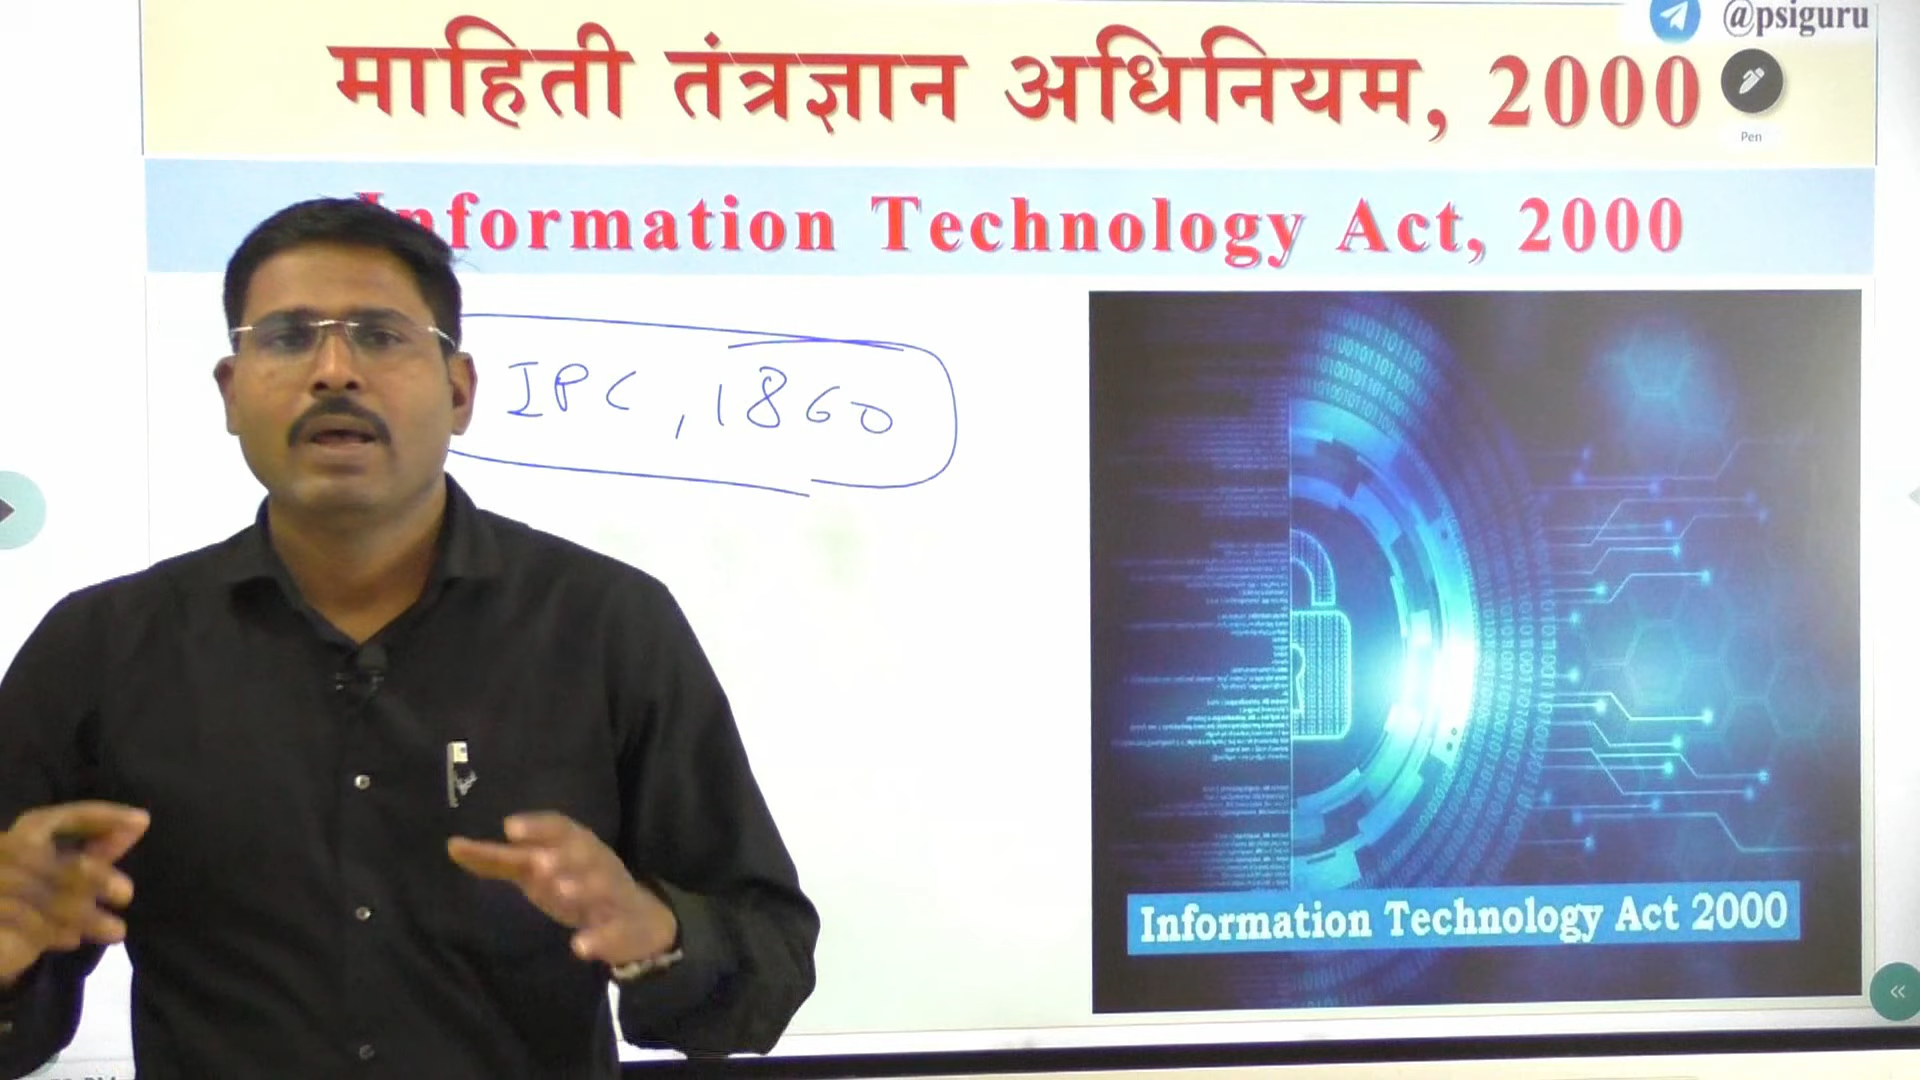 @psiguru
माहिती तंत्रज्ञान अधिनियम, 2000
Pen
Information Technology Act, 2000
IPC, 1860
Information Technology Act 2000